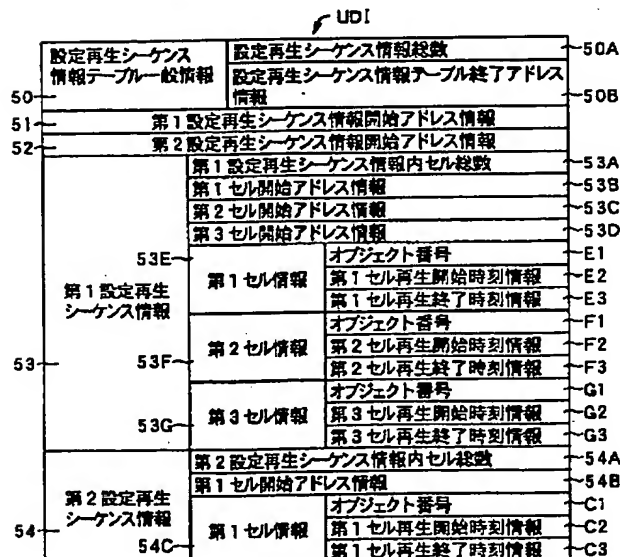 UDI
設定再生シーケンス
情報テーブル一般情報
50
設定再生シーケンス情報総数
50A
設定再生シーケンス情報テーブル終了アドレス
情報
50B
51
第1設定再生シーケンス情報開始アドレス情報
52
第2設定再生シーケンス情報開始アドレス情報
第1設定再生シーケンス情報内セル総数
53A
第1セル開始アドレス情報
53B
第2セル開始アドレス情報
53C
第3セル開始アドレス情報
53D
53
第1設定再生
シーケンス情報
53E
第1セル情報
オブジェクト番号
E1
第1セル再生開始時刻情報
E2
第1セル再生終了時刻情報
E3
53F
第2セル情報
オブジェクト番号
F1
第2セル再生開始時刻情報
F2
第2セル再生終了時刻情報
F3
53G
第3セル情報
オブジェクト番号
G1
第3セル再生開始時刻情報
G2
第3セル再生終了時刻情報
G3
54
第2設定再生
シーケンス情報
第2設定再生シーケンス情報内セル総数
54A
第1セル開始アドレス情報
54B
54C
第1セル情報
オブジェクト番号
C1
第1セル再生開始時刻情報
C2
第1セル再生終了時刻情報
C3